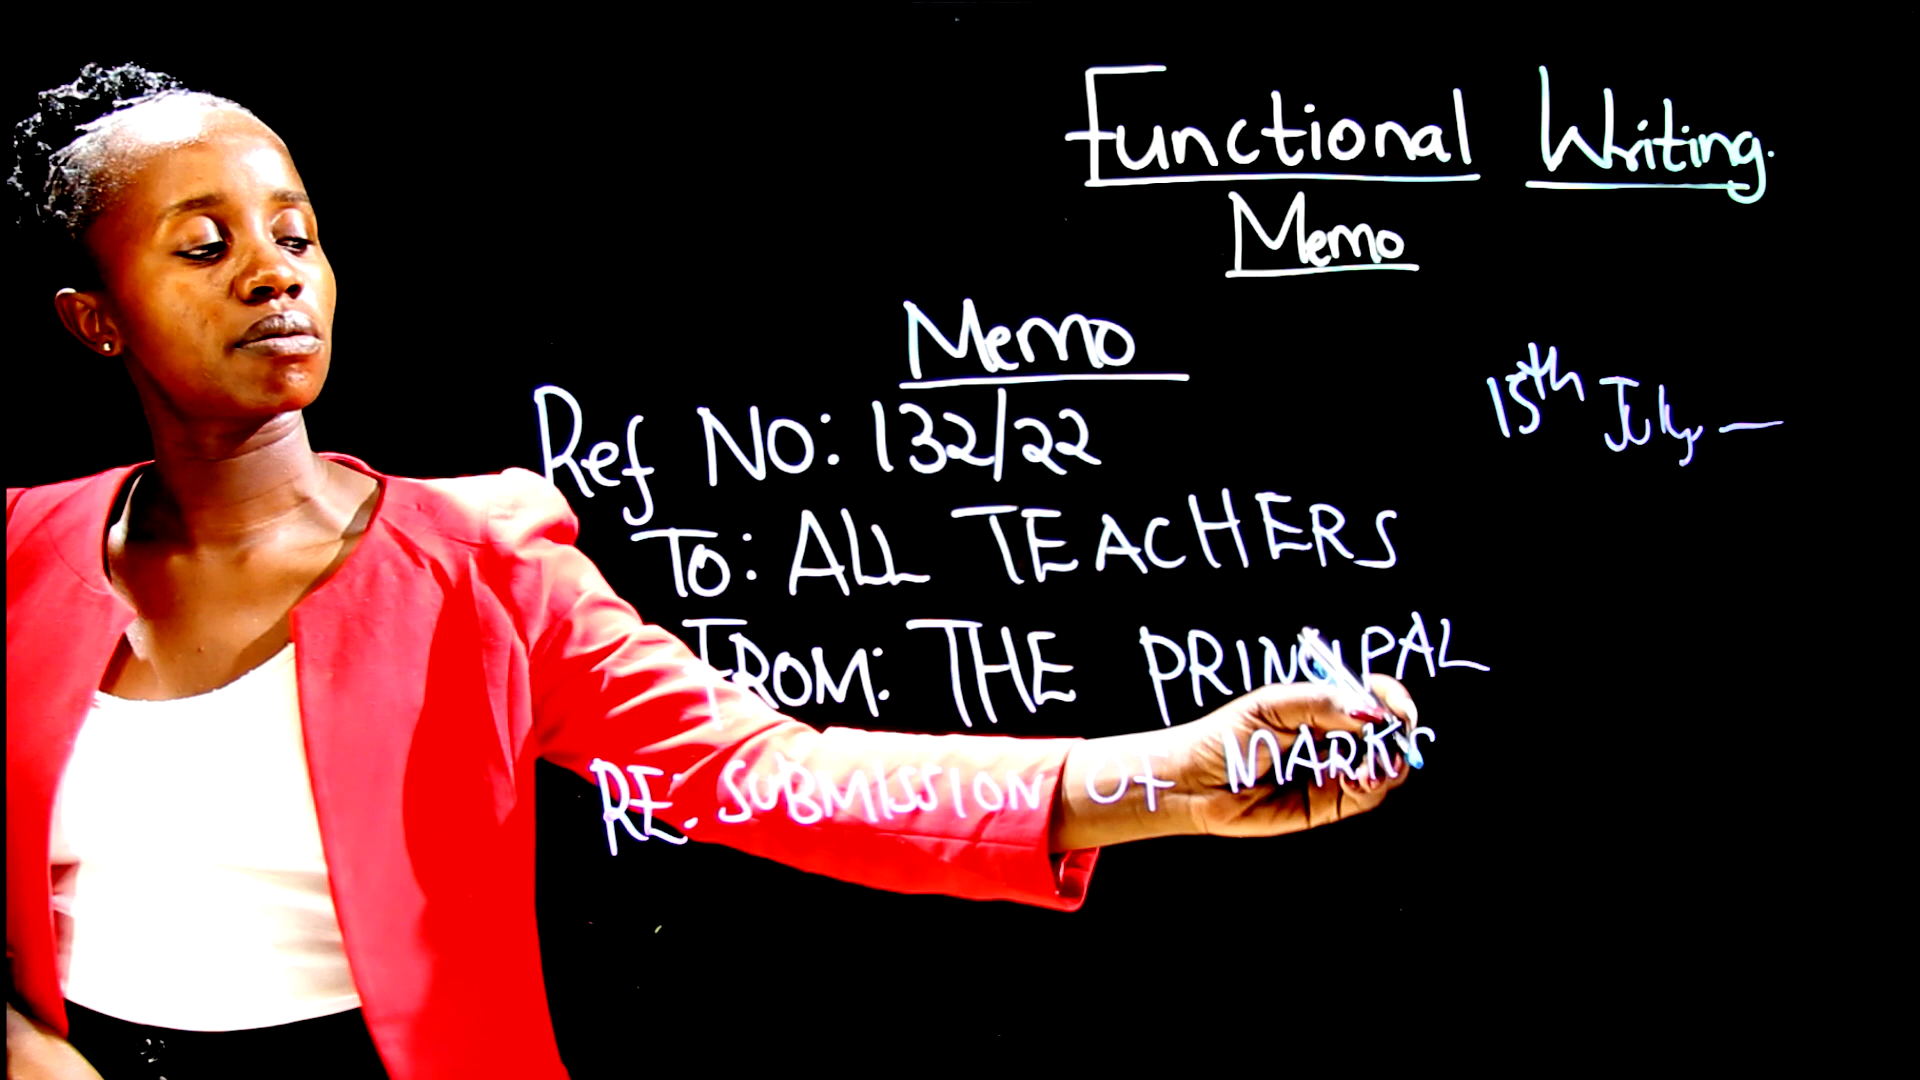 Functional Writing.
Memo
Memo
15th July —
Ref NO: 132/22
TO: ALL TEACHERS
FROM: THE PRINCIPAL
RE: SUBMISSION OF MARKS